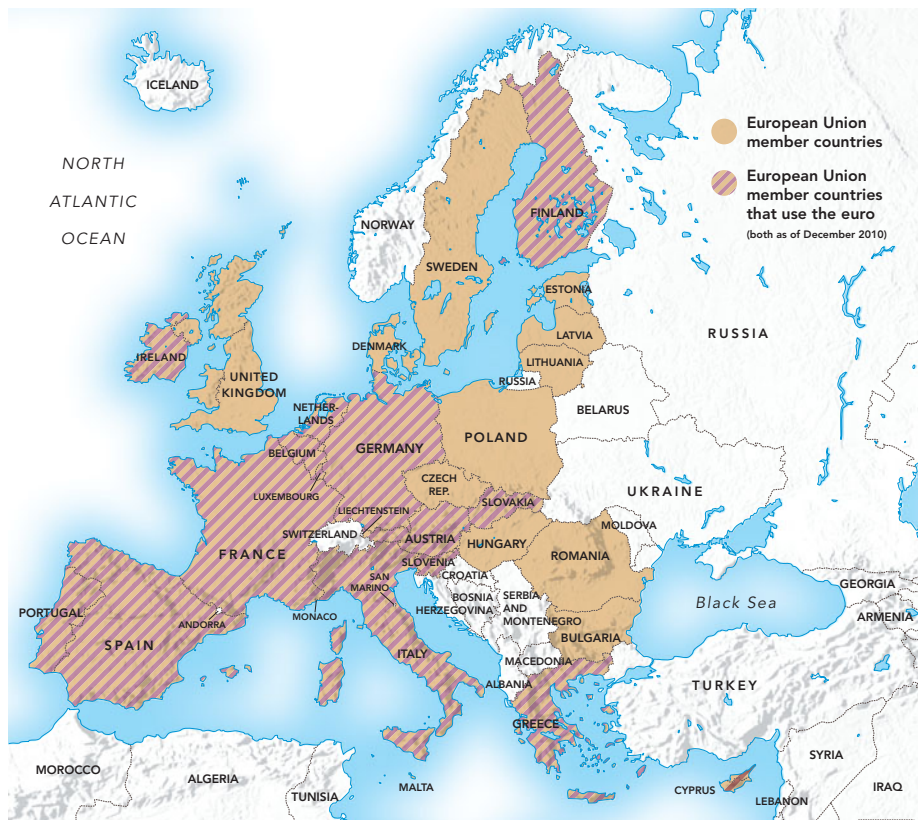 ICELAND
NORTH
ATLANTIC
OCEAN
European Union
member countries
European Union
member countries
that use the euro
(both as of December 2010)
NORWAY
FINLAND
SWEDEN
ESTONIA
RUSSIA
LATVIA
DENMARK
LITHUANIA
IRELAND
RUSSIA
UNITED
KINGDOM
BELARUS
NETHER-
LANDS
POLAND
GERMANY
BELGIUM
CZECH
REP.
UKRAINE
LUXEMBOURG
SLOVAKIA
LIECHTENSTEIN
MOLDOVA
SWITZERLAND
AUSTRIA
HUNGARY
FRANCE
ROMANIA
SLOVENIA
CROATIA
SAN
MARINO
GEORGIA
BOSNIA
HERZEGOVINA
SERBIA
AND
MONTENEGRO
Black Sea
PORTUGAL
ANDORRA
MONACO
ARMENIA
SPAIN
BULGARIA
ITALY
MACEDONIA
ALBANIA
TURKEY
GREECE
SYRIA
MOROCCO
ALGERIA
MALTA
CYPRUS
IRAQ
TUNISIA
LEBANON